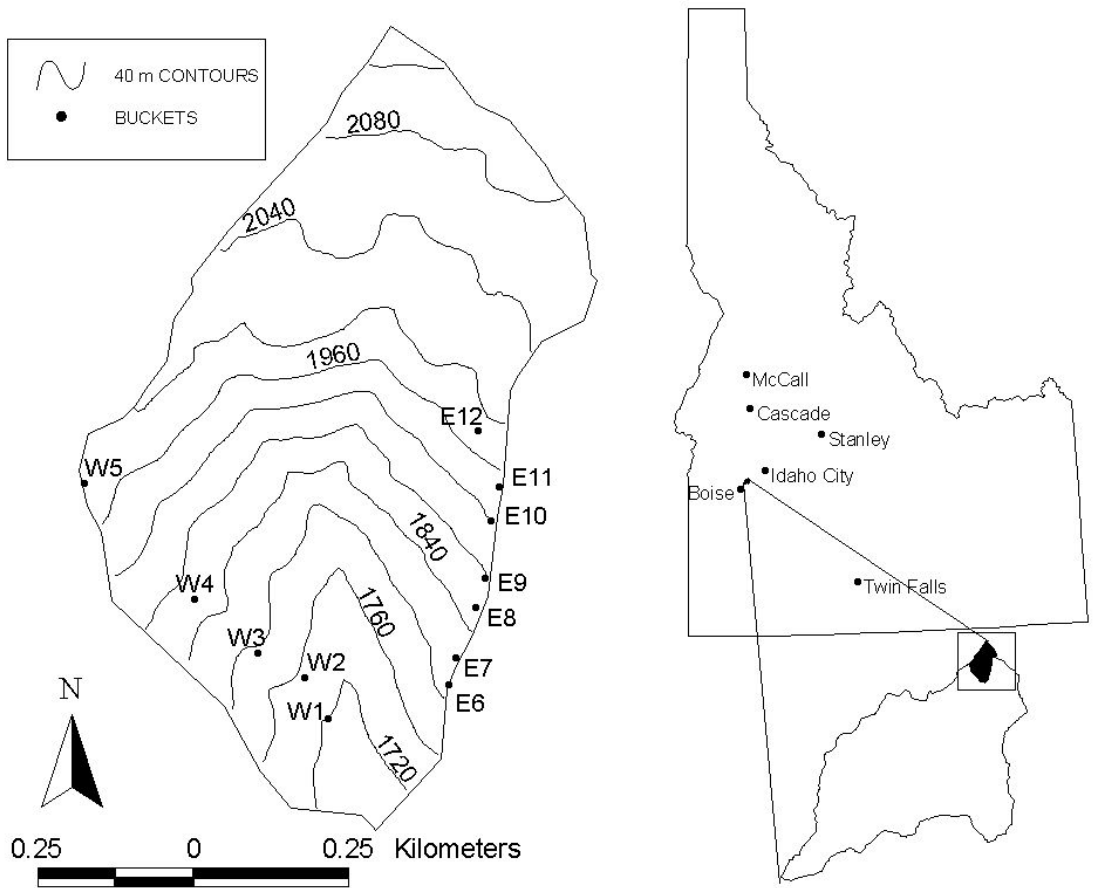 40 m CONTOURS
BUCKETS
2080
2040
1960
E12
W5
E11
E10
1840
E9
W4
E8
1760
W3
E7
W2
E6
W1
1720
N
0.25 0 0.25 Kilometers
McCall
Cascade
Stanley
Idaho City
Boise
Twin Falls